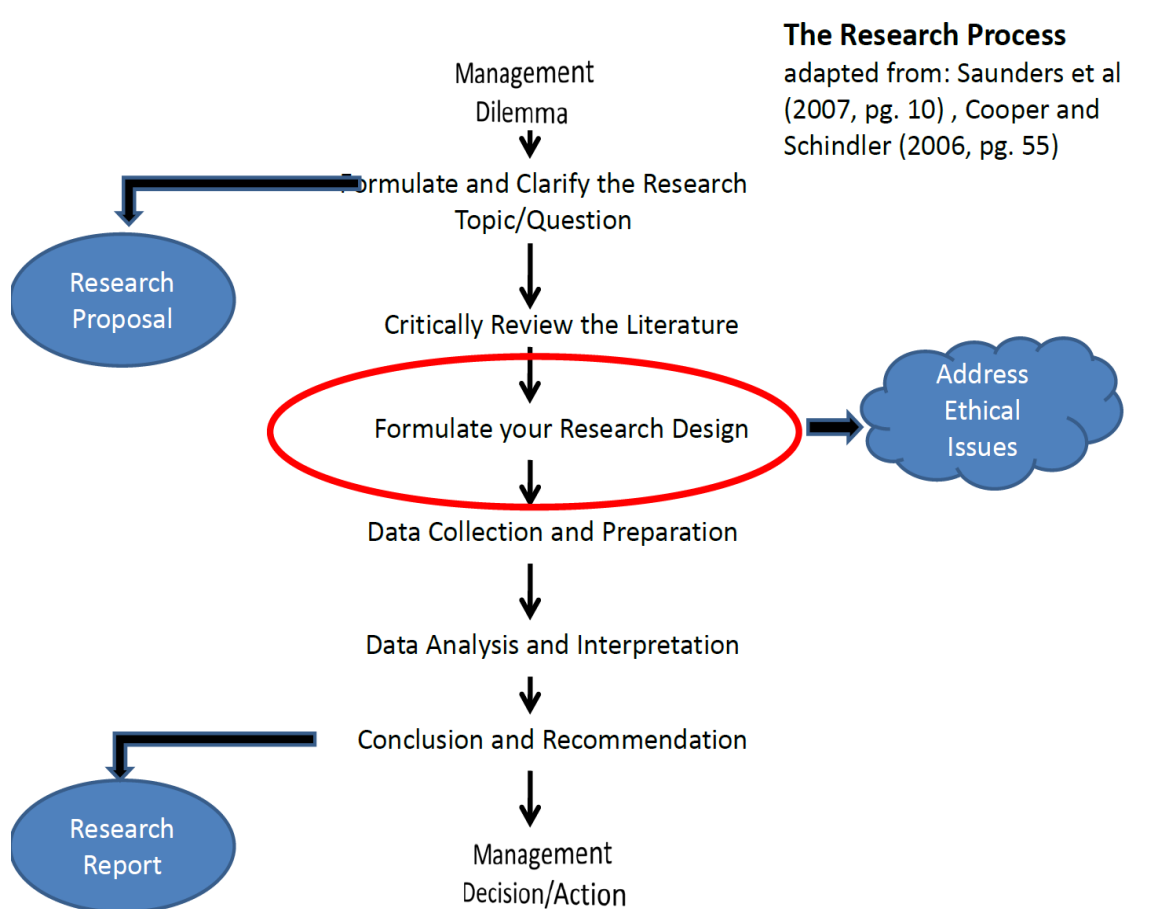 The Research Process
adapted from: Saunders et al
(2007, pg. 10) , Cooper and
Schindler (2006, pg. 55)
Management
Dilemma
Formulate and Clarify the Research
Topic/Question
Research
Proposal
Critically Review the Literature
Formulate your Research Design
Address
Ethical
Issues
Data Collection and Preparation
Data Analysis and Interpretation
Conclusion and Recommendation
Research
Report
Management
Decision/Action